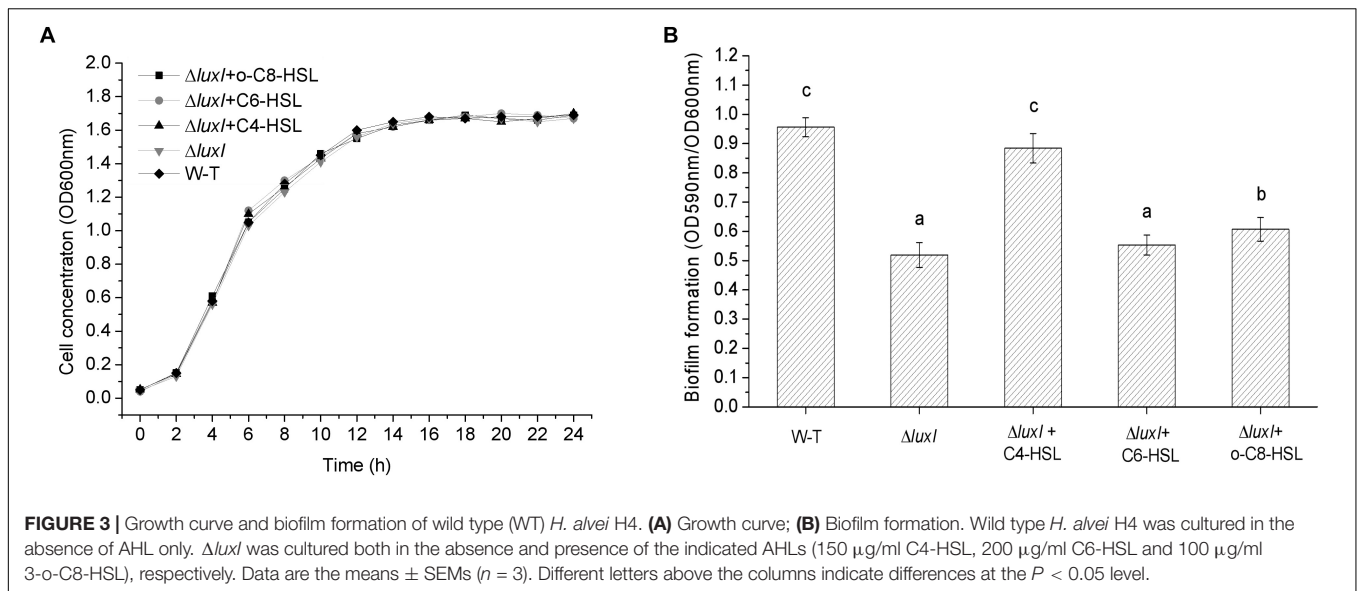 A
2.0
1.8
1.6
1.4
1.2
1.0
0.8
0.6
0.4
0.2
0.0
Cell concentraton (OD600nm)
ΔluxI+o-C8-HSL
ΔluxI+C6-HSL
ΔluxI+C4-HSL
ΔluxI
W-T
0 2 4 6 8 10 12 14 16 18 20 22 24
Time (h)
B
1.2
1.1
1.0
0.9
0.8
0.7
0.6
0.5
0.4
0.3
0.2
0.1
0.0
Biofilm formation (OD590nm/OD600nm)
c
a
c
a
b
W-T
ΔluxI
ΔluxI +
C4-HSL
ΔluxI+
C6-HSL
ΔluxI+
o-C8-HSL
FIGURE 3 | Growth curve and biofilm formation of wild type (WT) H. alvei H4. (A) Growth curve; (B) Biofilm formation. Wild type H. alvei H4 was cultured in the
absence of AHL only. ΔluxI was cultured both in the absence and presence of the indicated AHLs (150 μg/ml C4-HSL, 200 μg/ml C6-HSL and 100 μg/ml
3-o-C8-HSL), respectively. Data are the means ± SEMs (n = 3). Different letters above the columns indicate differences at the P < 0.05 level.